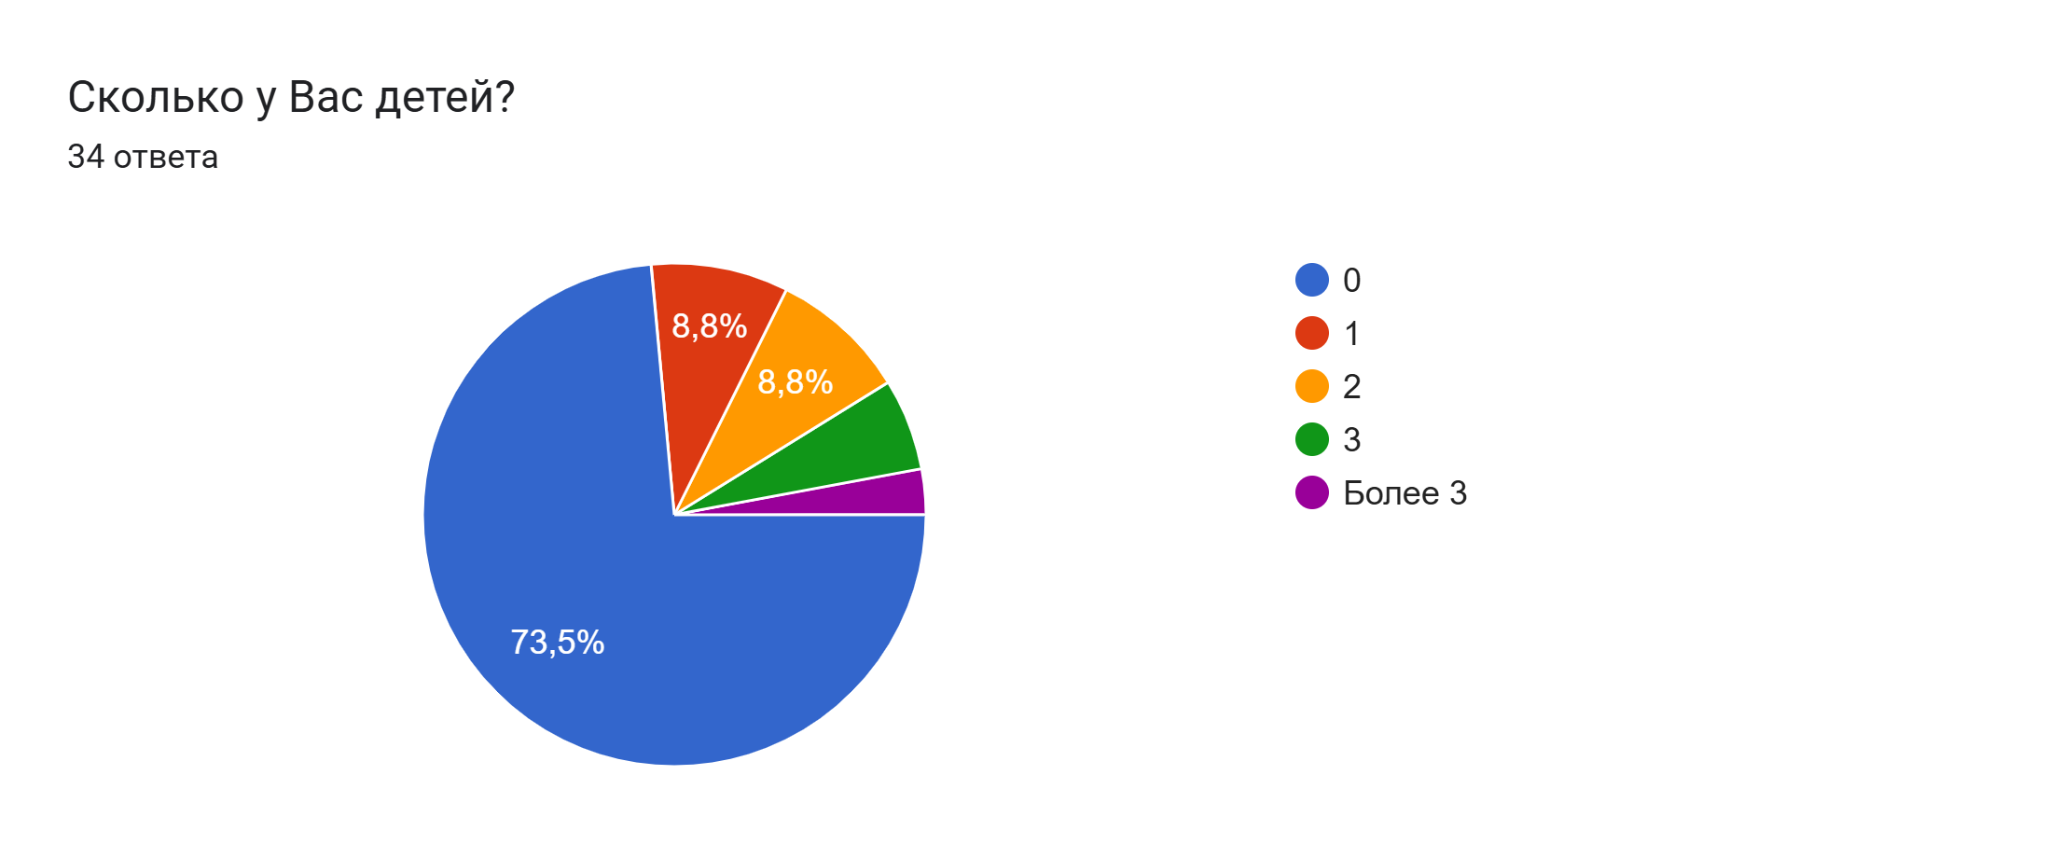 Сколько у Вас детей?
34 ответа
8,8%
8,8%
73,5%
0
1
2
3
Более 3